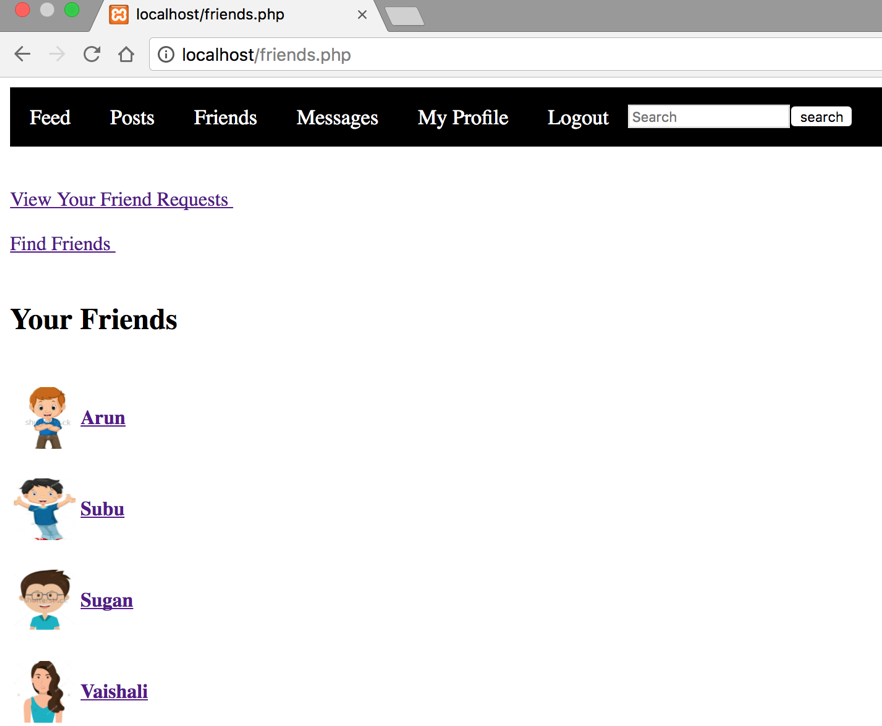 localhost/friends.php
localhost/friends.php
Feed Posts Friends Messages My Profile Logout Search search
View Your Friend Requests
Find Friends
Your Friends
Arun
Subu
Sugan
Vaishali